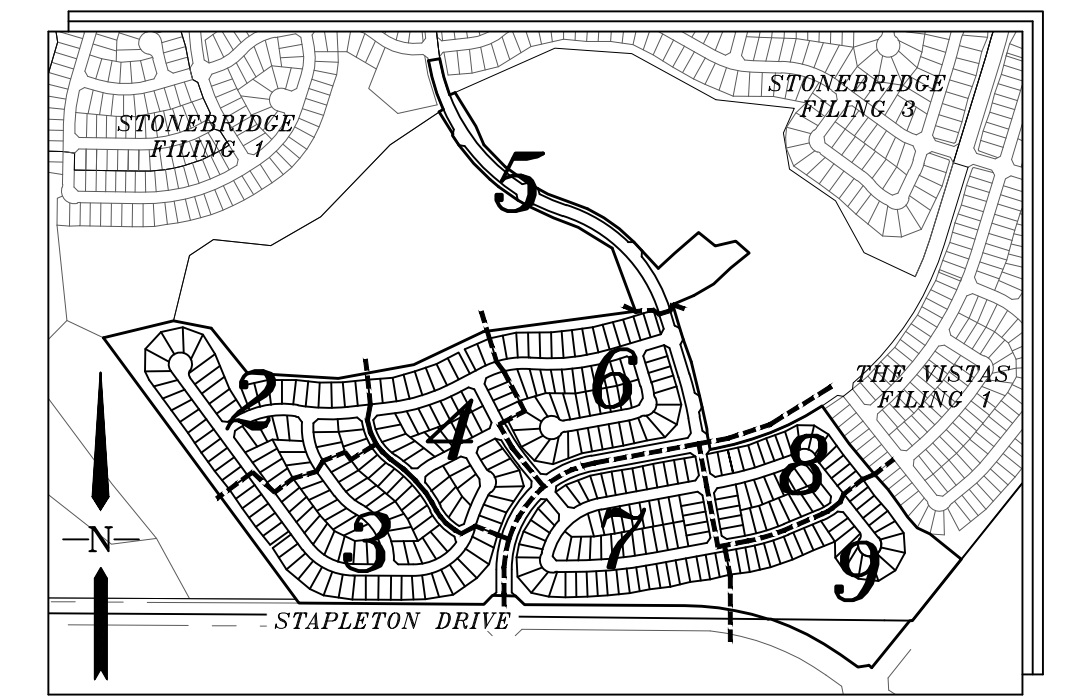 STONEBRIDGE
FILING 3
STONEBRIDGE
FILING 1
5
6
THE VISTAS
FILING 1
2
4
8
7
3
N
9
STAPLETON DRIVE